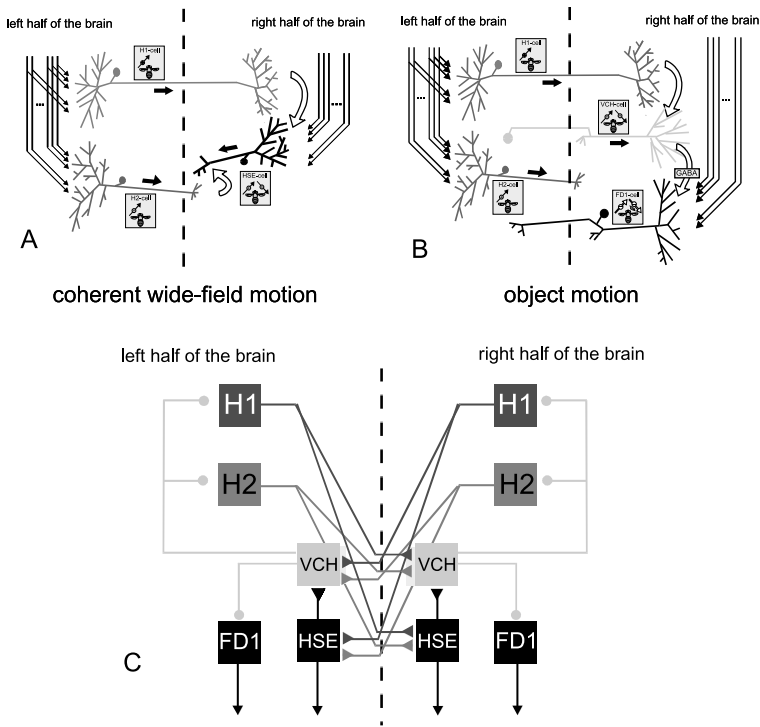 left half of the brain
right half of the brain
H1-cell
HSE-cell
H2-cell
A
left half of the brain
right half of the brain
H1-cell
VCH-cell
GABA
H2-cell
FD1-cell
B
coherent wide-field motion
object motion
left half of the brain
right half of the brain
H1
H1
H2
H2
VCH
VCH
FD1
HSE
HSE
FD1
C